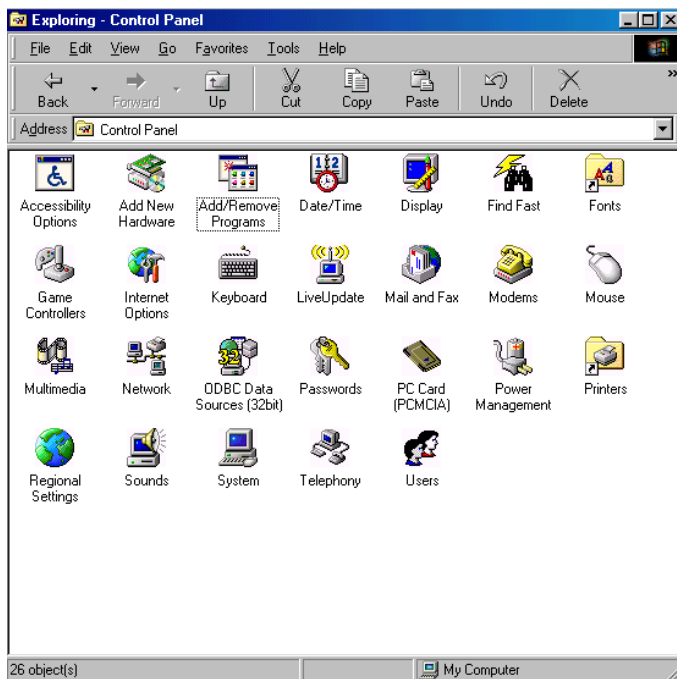 Exploring - Control Panel
File Edit View Go Favorites Tools Help
Back Forward Up Cut Copy Paste Undo Delete »
Address Control Panel
Accessibility Options
Add New Hardware
Add/Remove Programs
Date/Time
Display
Find Fast
Fonts
Game Controllers
Internet Options
Keyboard
LiveUpdate
Mail and Fax
Modems
Mouse
Multimedia
Network
ODBC Data Sources (32bit)
Passwords
PC Card (PCMCIA)
Power Management
Printers
Regional Settings
Sounds
System
Telephony
Users
26 object(s) My Computer